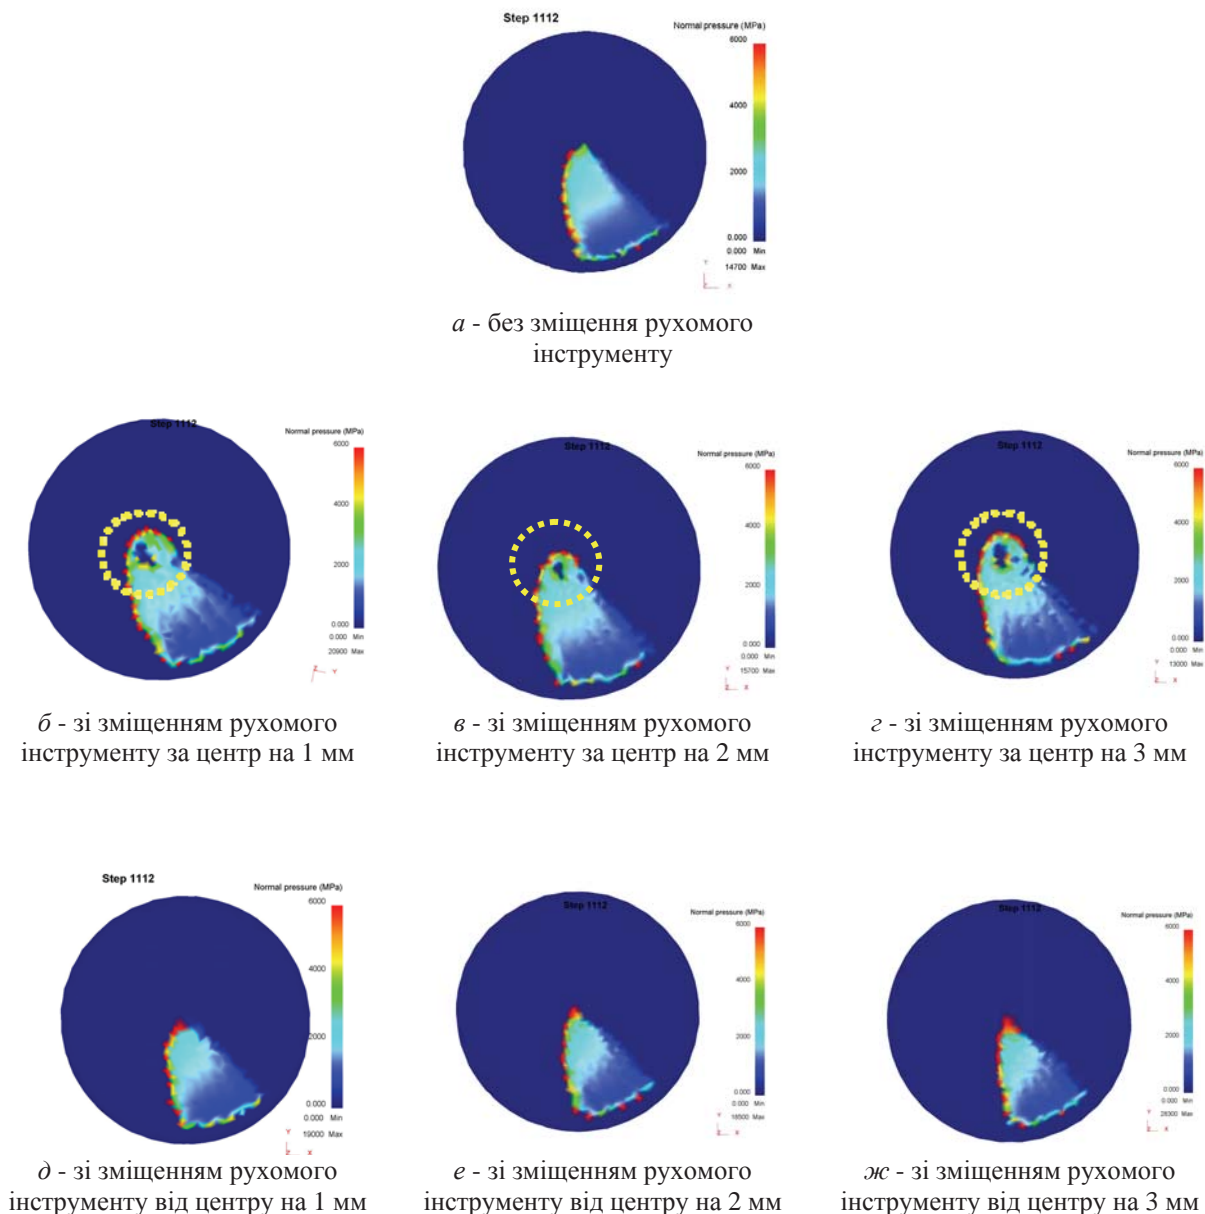 Step 1112
Normal pressure (MPa)
6000
4000
2000
0.000
0.000 Min
14700 Max
Y
Z X
а - без зміщення рухомого
інструменту
Step 1112
Normal pressure (MPa)
6000
4000
2000
0.000
0.000 Min
20900 Max
Z Y
б - зі зміщенням рухомого
інструменту за центр на 1 мм
Step 1112
Normal pressure (MPa)
6000
4000
2000
0.000
0.000 Min
15700 Max
Y
Z X
в - зі зміщенням рухомого
інструменту за центр на 2 мм
Step 1112
Normal pressure (MPa)
6000
4000
2000
0.000
0.000 Min
13000 Max
Y
Z X
г - зі зміщенням рухомого
інструменту за центр на 3 мм
Step 1112
Normal pressure (MPa)
6000
4000
2000
0.000
0.000 Min
19000 Max
Y
Z X
д - зі зміщенням рухомого
інструменту від центру на 1 мм
Step 1112
Normal pressure (MPa)
6000
4000
2000
0.000
0.000 Min
18500 Max
Y
Z X
е - зі зміщенням рухомого
інструменту від центру на 2 мм
Step 1112
Normal pressure (MPa)
6000
4000
2000
0.000
0.000 Min
28300 Max
Y
Z X
ж - зі зміщенням рухомого
інструменту від центру на 3 мм